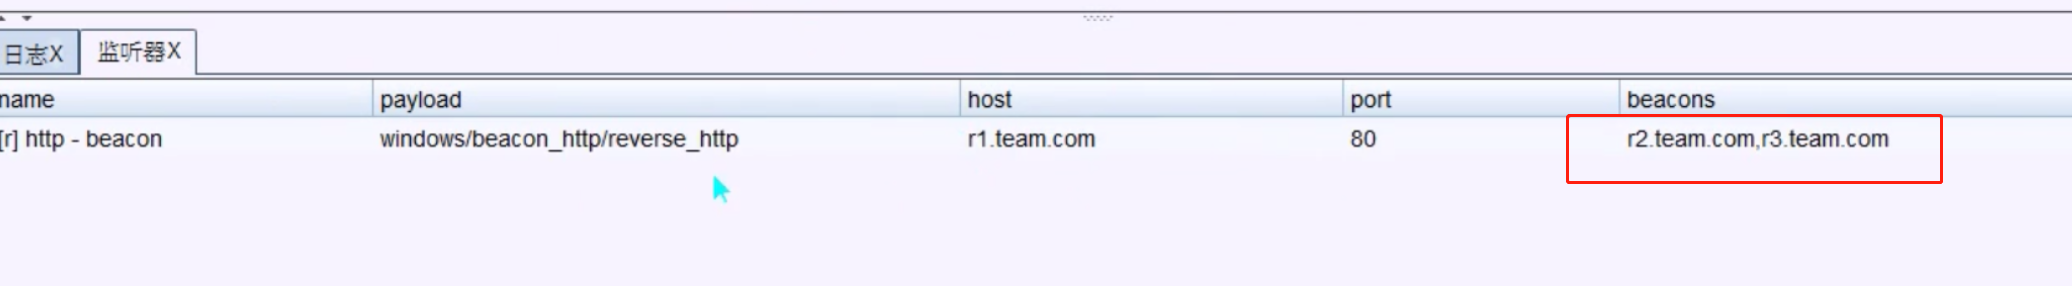 日志X 监听器X
name payload host port beacons
[r] http - beacon windows/beacon_http/reverse_http r1.team.com 80 r2.team.com,r3.team.com